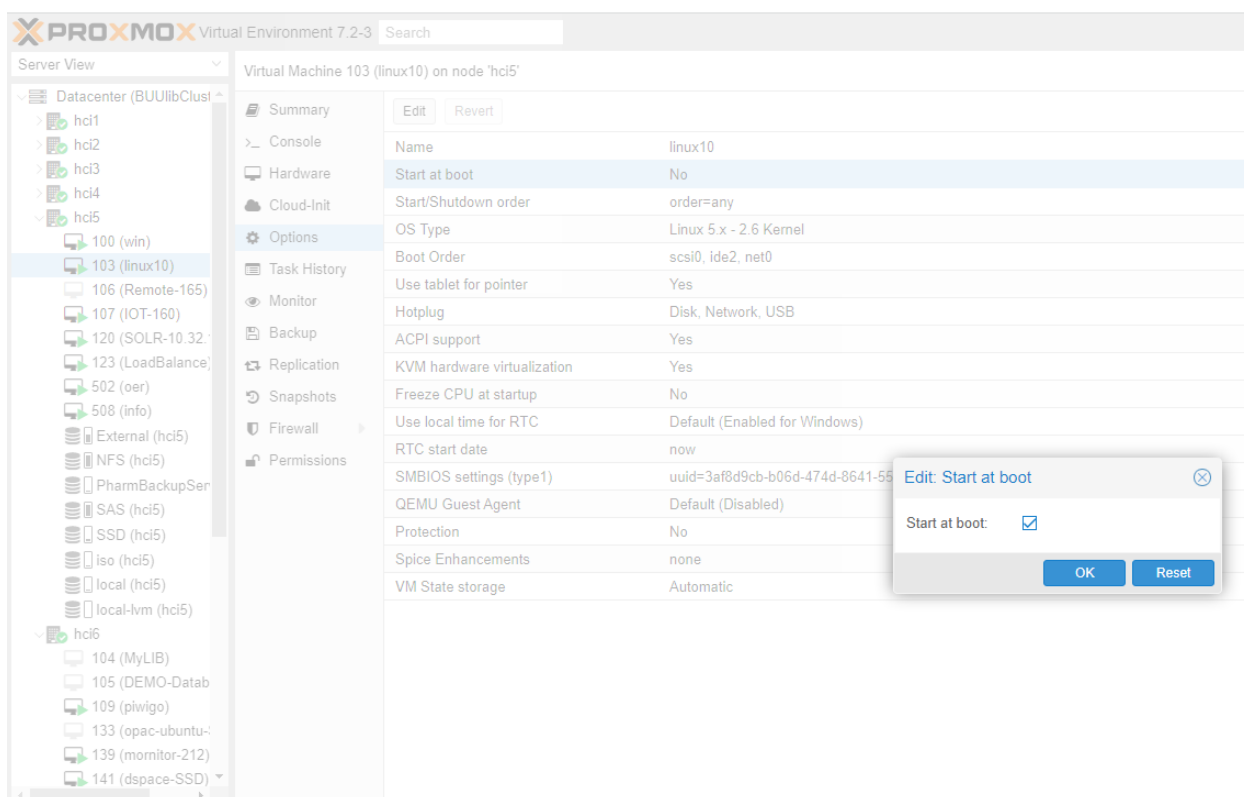 PROXMOX Virtual Environment 7.2-3 Search
Server View
Virtual Machine 103 (linux10) on node 'hci5'
Datacenter (BUUlibClust
hci1
hci2
hci3
hci4
hci5
100 (win)
103 (linux10)
106 (Remote-165)
107 (IOT-160)
120 (SOLR-10.32.
123 (LoadBalance)
502 (oer)
508 (info)
External (hci5)
NFS (hci5)
PharmBackupSer
SAS (hci5)
SSD (hci5)
iso (hci5)
local (hci5)
local-lvm (hci5)
hci6
104 (MyLIB)
105 (DEMO-Datab
109 (piwigo)
133 (opac-ubuntu-
139 (mornitor-212)
141 (dspace-SSD)
Summary
Console
Hardware
Cloud-Init
Options
Task History
Monitor
Backup
Replication
Snapshots
Firewall
Permissions
Edit Revert
Name linux10
Start at boot No
Start/Shutdown order order=any
OS Type Linux 5.x - 2.6 Kernel
Boot Order scsi0, ide2, net0
Use tablet for pointer Yes
Hotplug Disk, Network, USB
ACPI support Yes
KVM hardware virtualization Yes
Freeze CPU at startup No
Use local time for RTC Default (Enabled for Windows)
RTC start date now
SMBIOS settings (type1) uuid=3af8d9cb-b06d-474d-8641-55
QEMU Guest Agent Default (Disabled)
Protection No
Spice Enhancements none
VM State storage Automatic
Edit: Start at boot
Start at boot:
OK Reset